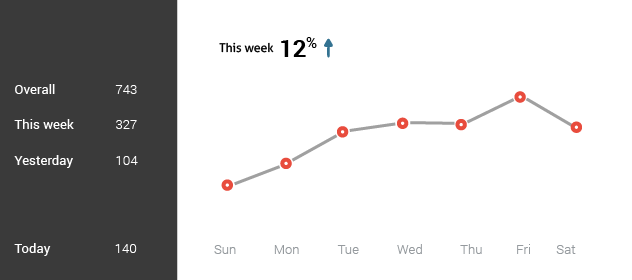 This week 12% 
Overall 743
This week 327
Yesterday 104
Today 140
Sun Mon Tue Wed Thu Fri Sat